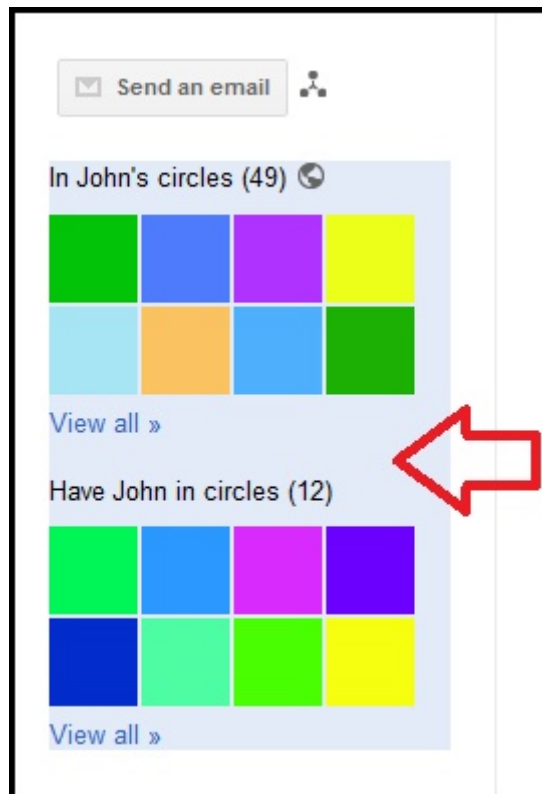 Send an email
In John's circles (49)
View all »
Have John in circles (12)
View all »